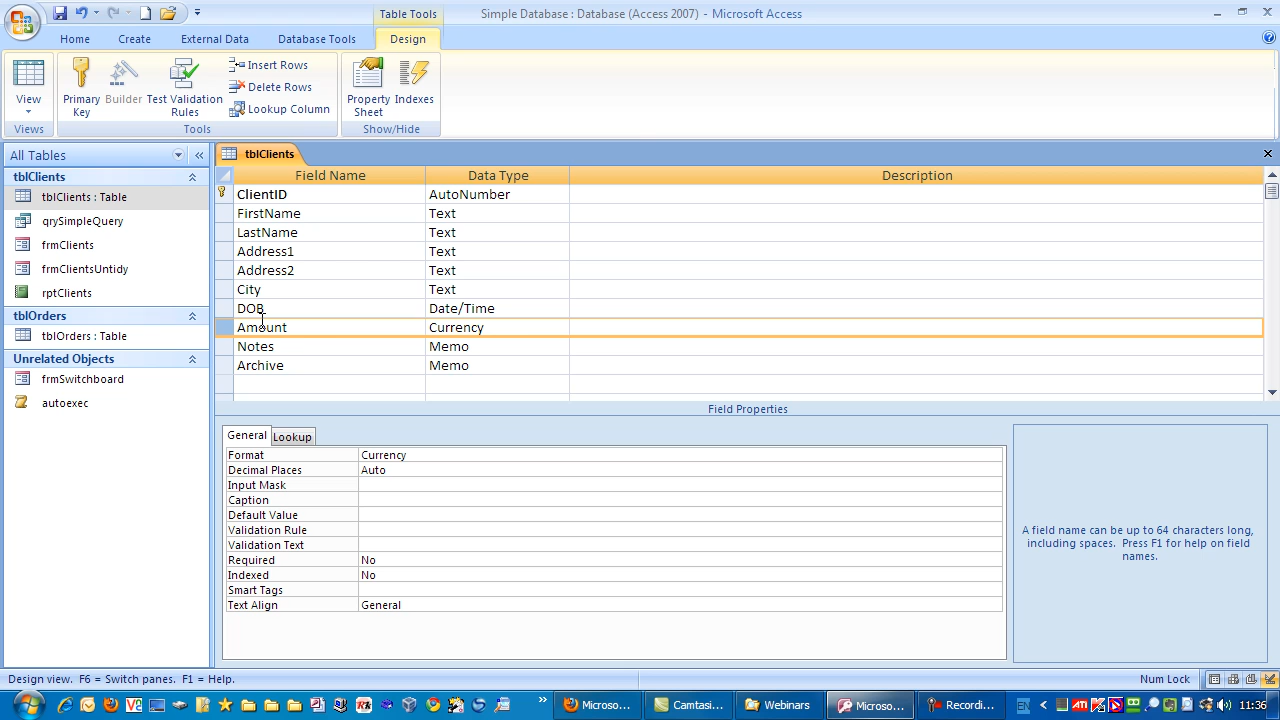 Table Tools
Simple Database : Database (Access 2007) - Microsoft Access
Home
Create
External Data
Database Tools
Design
View
Primary Key
Builder
Test Validation Rules
Insert Rows
Delete Rows
Lookup Column
Property Sheet
Indexes
Views
Tools
Show/Hide
All Tables
tblClients
tblClients : Table
qrySimpleQuery
frmClients
frmClientsUntidy
rptClients
tblOrders
tblOrders : Table
Unrelated Objects
frmSwitchboard
autoexec
tblClients
Field Name Data Type Description
ClientID AutoNumber
FirstName Text
LastName Text
Address1 Text
Address2 Text
City Text
DOB Date/Time
Amount Currency
Notes Memo
Archive Memo
Field Properties
General Lookup
Format Currency
Decimal Places Auto
Input Mask
Caption
Default Value
Validation Rule
Validation Text
Required No
Indexed No
Smart Tags
Text Align General
A field name can be up to 64 characters long,
including spaces. Press F1 for help on field
names.
Design view. F6 = Switch panes. F1 = Help.
Num Lock
Microso...
Camtasi...
Webinars
Microso...
Recordi...
EN
ATI
11:36